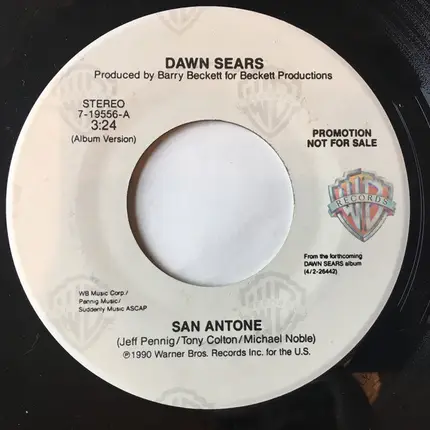 DAWN SEARS
Produced by Barry Beckett for Beckett Productions
STEREO
7-19556-A
3:24
(Album Version)
PROMOTION
NOT FOR SALE
WB
RECORDS
From the forthcoming
DAWN SEARS album
(4/2-26442)
WB Music Corp./
Pennig Music/
Suddenly Music ASCAP
SAN ANTONE
(Jeff Pennig/Tony Colton/Michael Noble)
℗1990 Warner Bros. Records Inc. for the U.S.